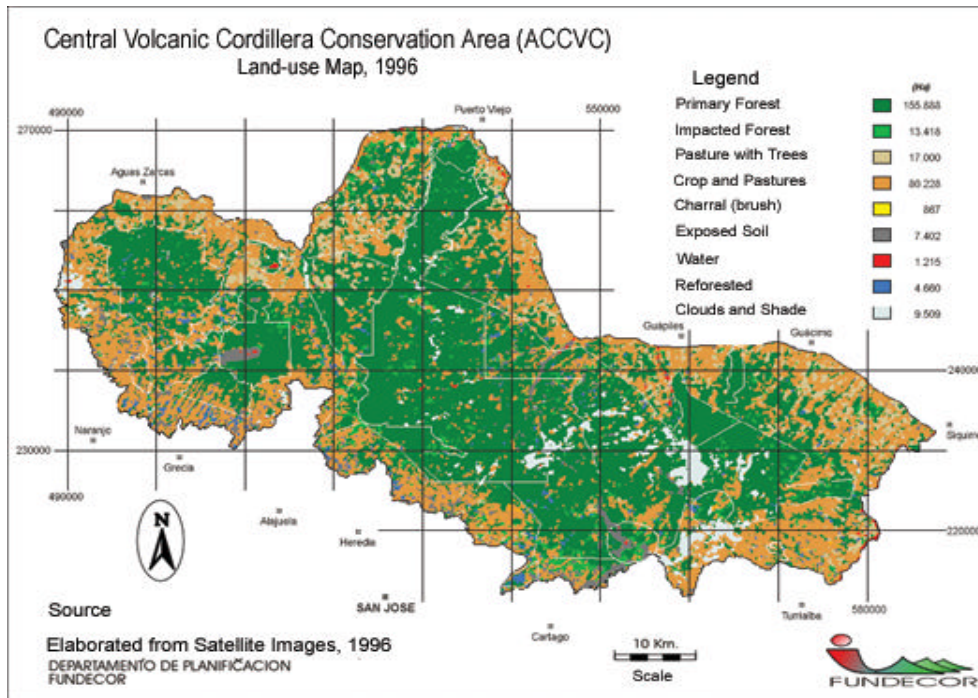 Central Volcanic Cordillera Conservation Area (ACCVC)
Land-use Map, 1996
Legend
(Ha)
Primary Forest 155.888
Impacted Forest 13.418
Pasture with Trees 17.000
Crop and Pastures 80.228
Charral (brush) 867
Exposed Soil 7.402
Water 1.215
Reforested 4.660
Clouds and Shade 9.509
490000
550000
Puerto Viejo
270000
Aguas Zarcas
Guápiles
Guácimo
240000
Naranjo
Siquirre
230000
Grecia
490000
Alajuela
220000
Heredia
N
SAN JOSE
Turrialba
580000
Cartago
Source
Elaborated from Satellite Images, 1996
DEPARTAMENTO DE PLANIFICACION
FUNDECOR
10 Km.
Scale
FUNDECOR